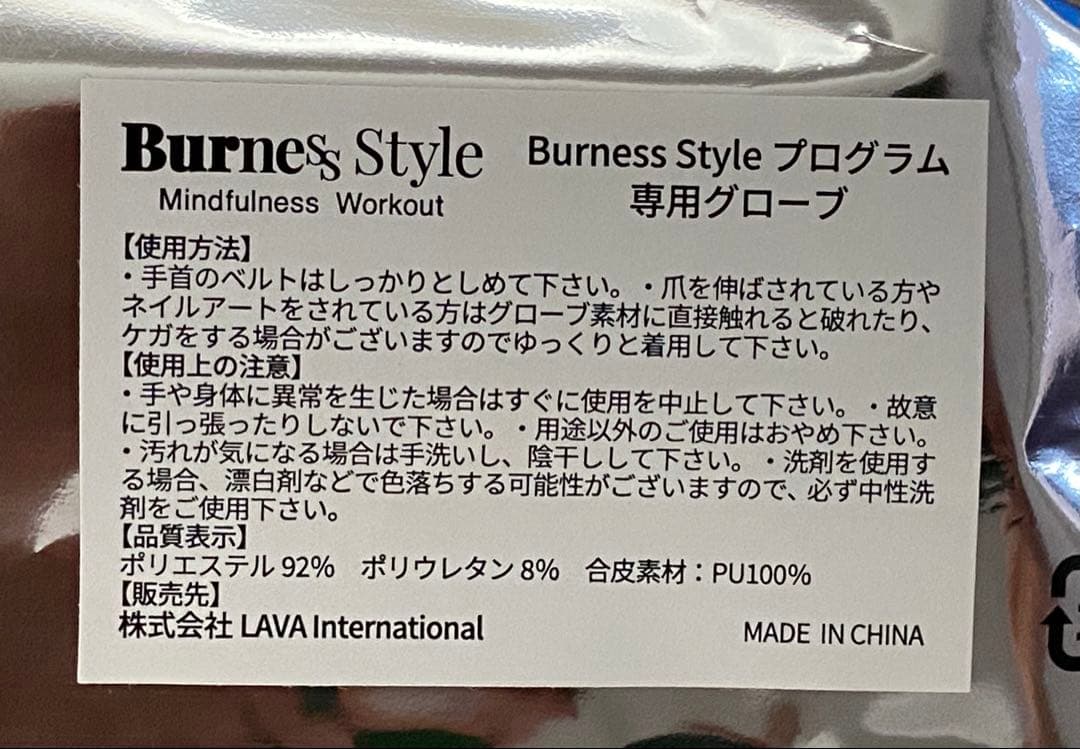 Burness Style
Mindfulness Workout
Burness Style プログラム
専用グローブ
【使用方法】
・手首のベルトはしっかりとしめて下さい。・爪を伸ばされている方や
ネイルアートをされている方はグローブ素材に直接触れると破れたり、
ケガをする場合がございますのでゆっくりと着用して下さい。
【使用上の注意】
・手や身体に異常を生じた場合はすぐに使用を中止して下さい。・故意
に引っ張ったりしないで下さい。・用途以外のご使用はおやめ下さい。
・汚れが気になる場合は手洗いし、陰干しして下さい。・洗剤を使用す
る場合、漂白剤などで色落ちする可能性がございますので、必ず中性洗
剤をご使用下さい。
【品質表示】
ポリエステル 92%　ポリウレタン 8%　合皮素材：PU100%
【販売先】
株式会社 LAVA International
MADE IN CHINA